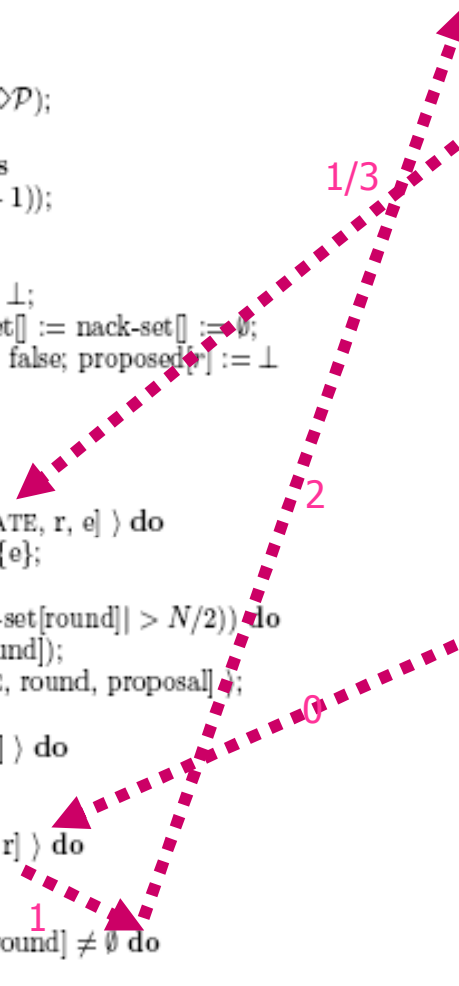 ◇P);
s
- 1));
1/3
⊥;
et[] := nack-set[] := ∅;
false; proposed[r] := ⊥
2
ATE, r, e] ⟩ do
{e};
-set[round]| > N/2)) do
und]);
, round, proposal] );
0
] ⟩ do
r] ⟩ do
1
ound] ≠ ∅ do